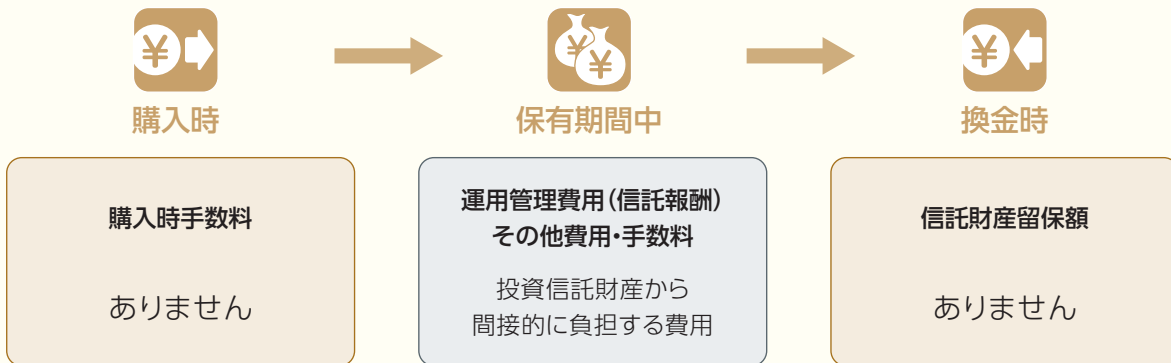 購入時
保有期間中
換金時
購入時手数料
ありません
運用管理費用(信託報酬)
その他費用・手数料
投資信託財産から
間接的に負担する費用
信託財産留保額
ありません